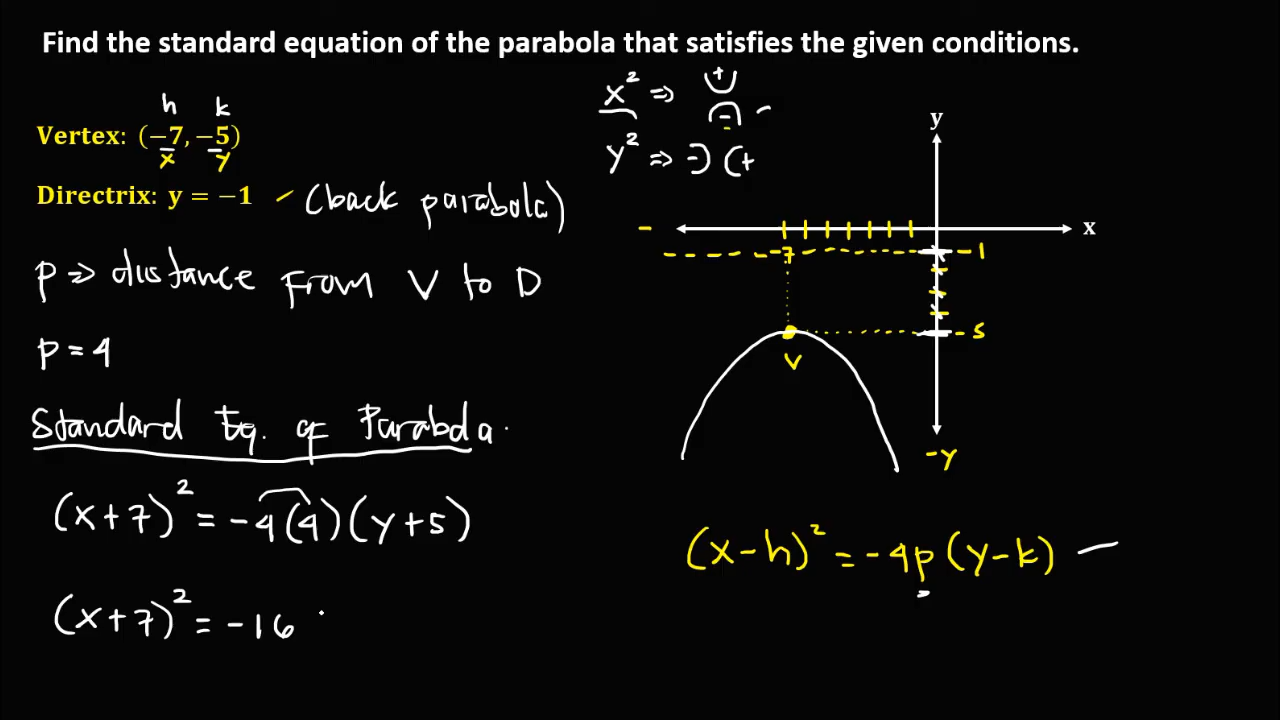 Find the standard equation of the parabola that satisfies the given conditions.
h k
Vertex: (−7, −5)
x y
Directrix: y = −1 (back parabola)
p => distance from V to D
p = 4
Standard Eq. of Parabola.
(x+7)² = -4(4)(y+5)
(x+7)² = -16
x² => +
-
y² => -) (+
y
x
-
-7
-1
-5
V
-y
(x-h)² = -4p(y-k)